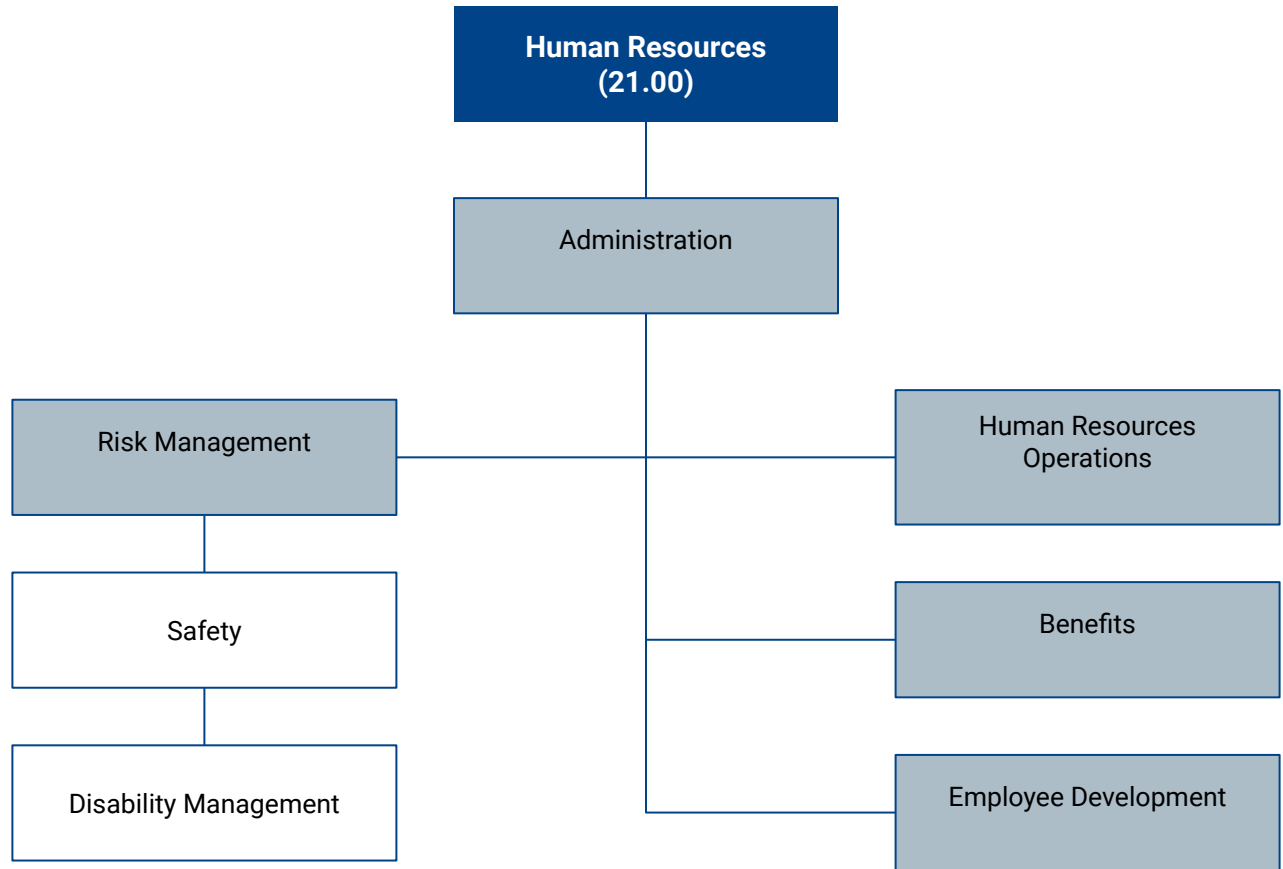 Human Resources
(21.00)
Administration
Risk Management
Human Resources
Operations
Safety
Benefits
Disability Management
Employee Development